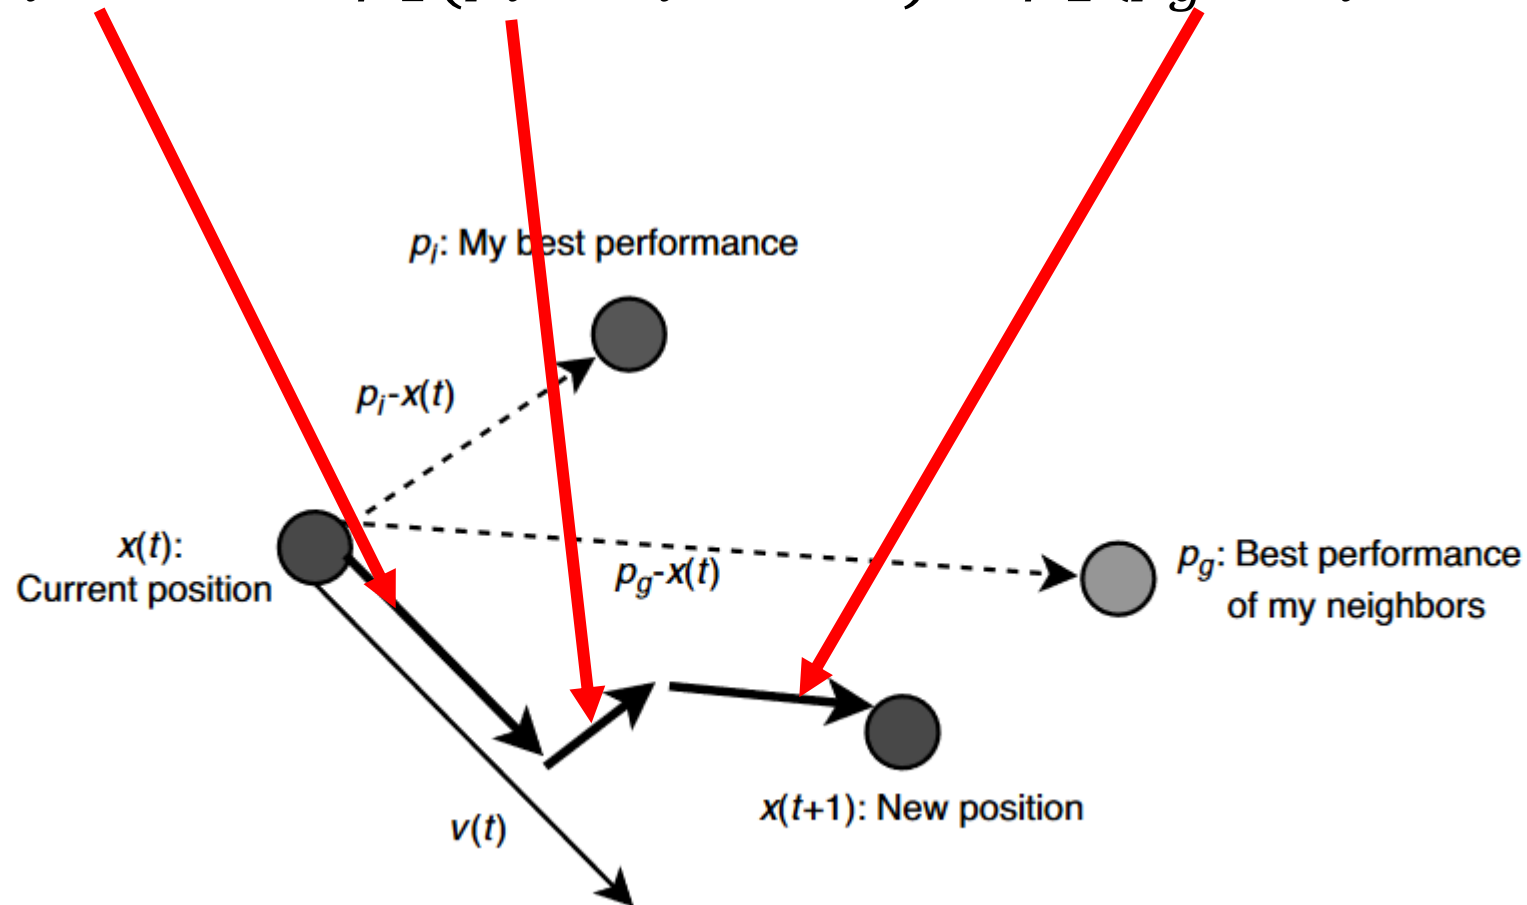 p_i: My best performance
p_i-x(t)
x(t):
Current position
p_g-x(t)
p_g: Best performance
of my neighbors
x(t+1): New position
v(t)